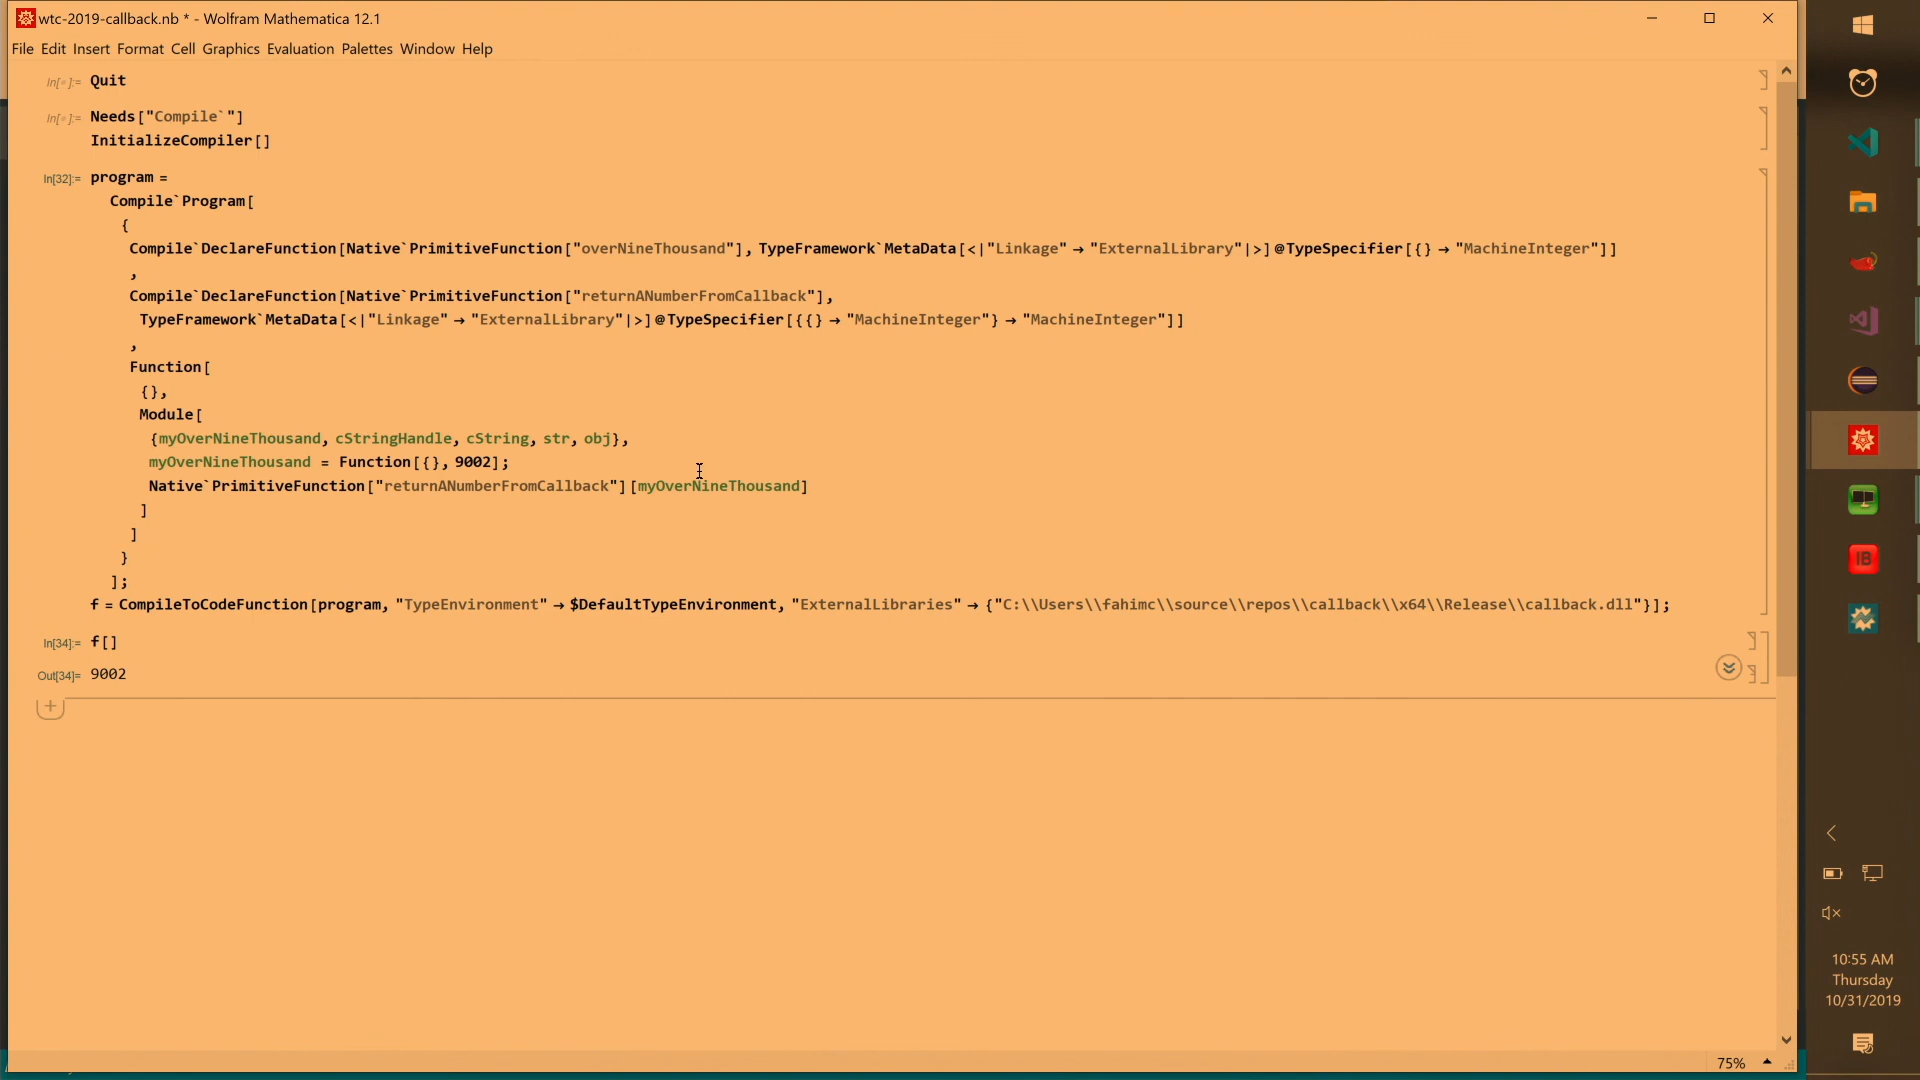 wtc-2019-callback.nb * - Wolfram Mathematica 12.1
File Edit Insert Format Cell Graphics Evaluation Palettes Window Help
In[∘]:= Quit
In[∘]:= Needs["Compile`"]
InitializeCompiler[]
In[32]:= program =
Compile`Program[
{
Compile`DeclareFunction[Native`PrimitiveFunction["overNineThousand"], TypeFramework`MetaData[<|"Linkage" → "ExternalLibrary"|>]@TypeSpecifier[{} → "MachineInteger"]]
,
Compile`DeclareFunction[Native`PrimitiveFunction["returnANumberFromCallback"],
TypeFramework`MetaData[<|"Linkage" → "ExternalLibrary"|>]@TypeSpecifier[{{} → "MachineInteger"} → "MachineInteger"]]
,
Function[
{},
Module[
{myOverNineThousand, cStringHandle, cString, str, obj},
myOverNineThousand = Function[{}, 9002];
Native`PrimitiveFunction["returnANumberFromCallback"][myOverNineThousand]
]
]
}
];
f = CompileToCodeFunction[program, "TypeEnvironment" → $DefaultTypeEnvironment, "ExternalLibraries" → {"C:\\Users\\fahimc\\source\\repos\\callback\\x64\\Release\\callback.dll"}];
In[34]:= f[]
Out[34]= 9002
75%
IB
10:55 AM
Thursday
10/31/2019